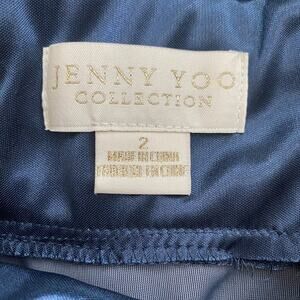 JENNY YOO
COLLECTION
2
MADE IN CHINA
FABRIQUÉ EN CHINE